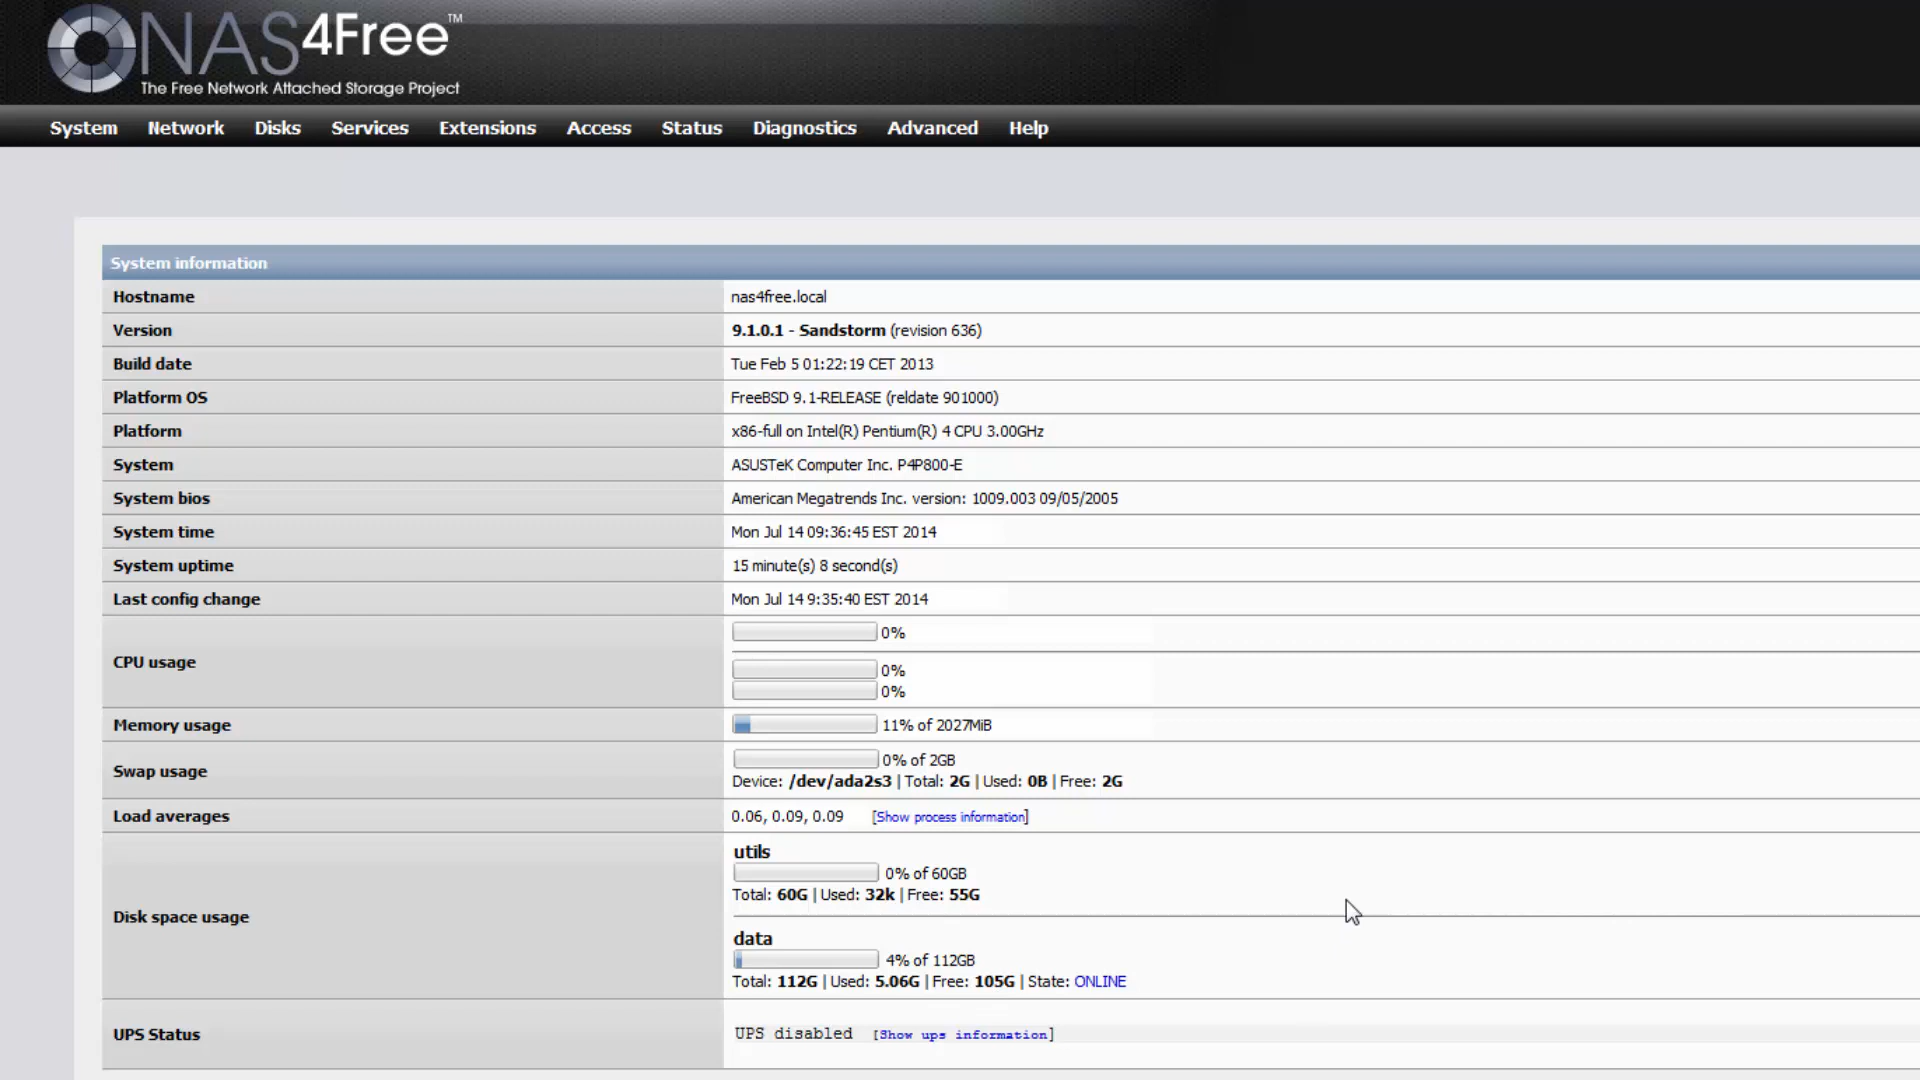 NAS4Free™
The Free Network Attached Storage Project
System Network Disks Services Extensions Access Status Diagnostics Advanced Help
System information
Hostname nas4free.local
Version 9.1.0.1 - Sandstorm (revision 636)
Build date Tue Feb 5 01:22:19 CET 2013
Platform OS FreeBSD 9.1-RELEASE (reldate 901000)
Platform x86-full on Intel(R) Pentium(R) 4 CPU 3.00GHz
System ASUSTeK Computer Inc. P4P800-E
System bios American Megatrends Inc. version: 1009.003 09/05/2005
System time Mon Jul 14 09:36:45 EST 2014
System uptime 15 minute(s) 8 second(s)
Last config change Mon Jul 14 9:35:40 EST 2014
CPU usage
0%
0%
0%
Memory usage 11% of 2027MiB
Swap usage
0% of 2GB
Device: /dev/ada2s3 | Total: 2G | Used: 0B | Free: 2G
Load averages 0.06, 0.09, 0.09 [Show process information]
Disk space usage
utils
0% of 60GB
Total: 60G | Used: 32k | Free: 55G
data
4% of 112GB
Total: 112G | Used: 5.06G | Free: 105G | State: ONLINE
UPS Status UPS disabled [Show ups information]